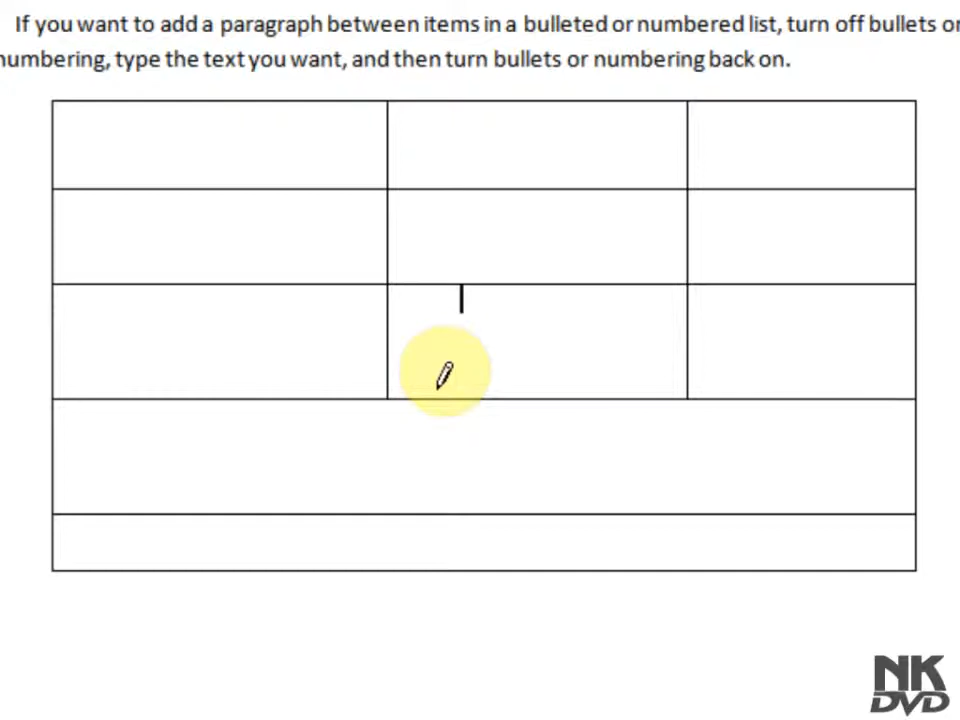 If you want to add a paragraph between items in a bulleted or numbered list, turn off bullets or
numbering, type the text you want, and then turn bullets or numbering back on.
NK
DVD